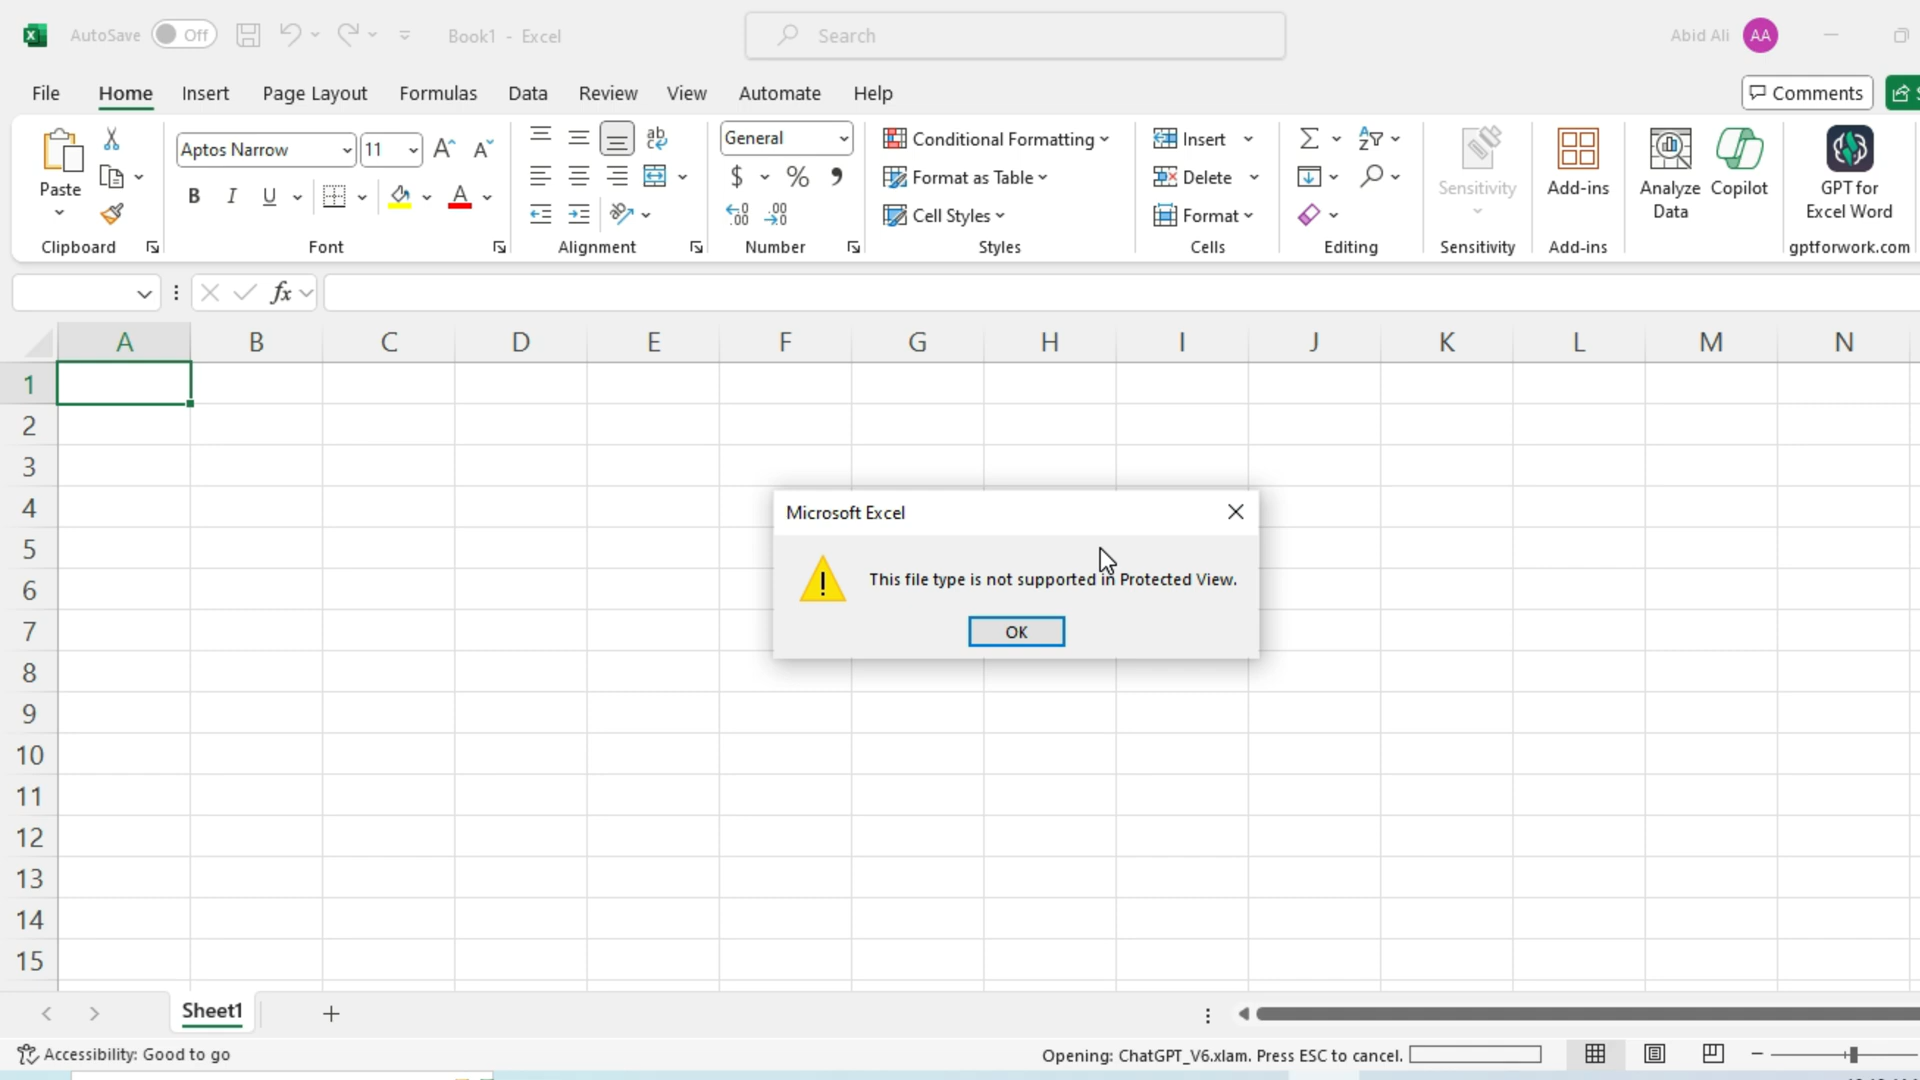 AutoSave Off Book1 - Excel Search Abid Ali AA
File Home Insert Page Layout Formulas Data Review View Automate Help Comments
Paste
Clipboard
Aptos Narrow 11
B I U A
Font
ab
Alignment
General
$ % 9
.00 .00
Number
Conditional Formatting
Format as Table
Cell Styles
Styles
Insert
Delete
Format
Cells
Editing
Sensitivity
Sensitivity
Add-ins
Add-ins
Analyze
Data
Copilot
GPT for
Excel Word
gptforwork.com
fx
A B C D E F G H I J K L M N
1
2
3
4
5
6
7
8
9
10
11
12
13
14
15
Microsoft Excel
This file type is not supported in Protected View.
OK
Sheet1
Accessibility: Good to go Opening: ChatGPT_V6.xlam. Press ESC to cancel.